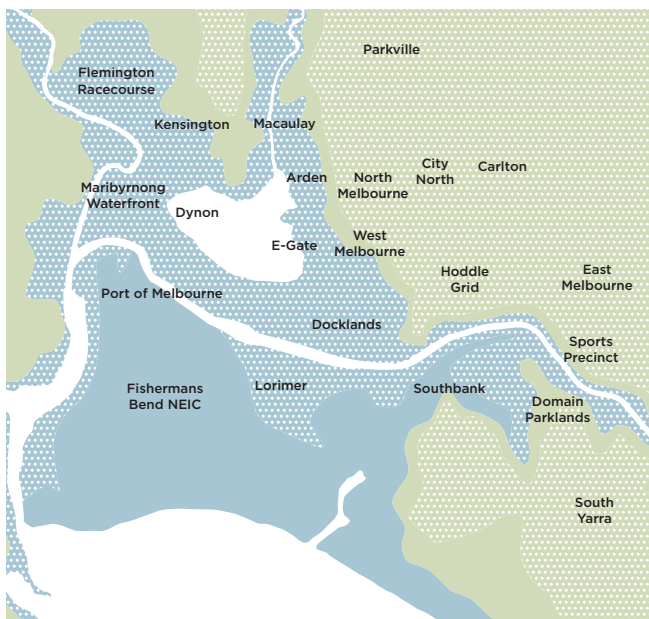 Parkville
Flemington
Racecourse
Kensington
Macaulay
City
North
Carlton
Arden
North
Melbourne
Maribyrnong
Waterfront
Dynon
West
Melbourne
E-Gate
Hoddle
Grid
East
Melbourne
Port of Melbourne
Docklands
Sports
Precinct
Fishermans
Bend NEIC
Lorimer
Southbank
Domain
Parklands
South
Yarra